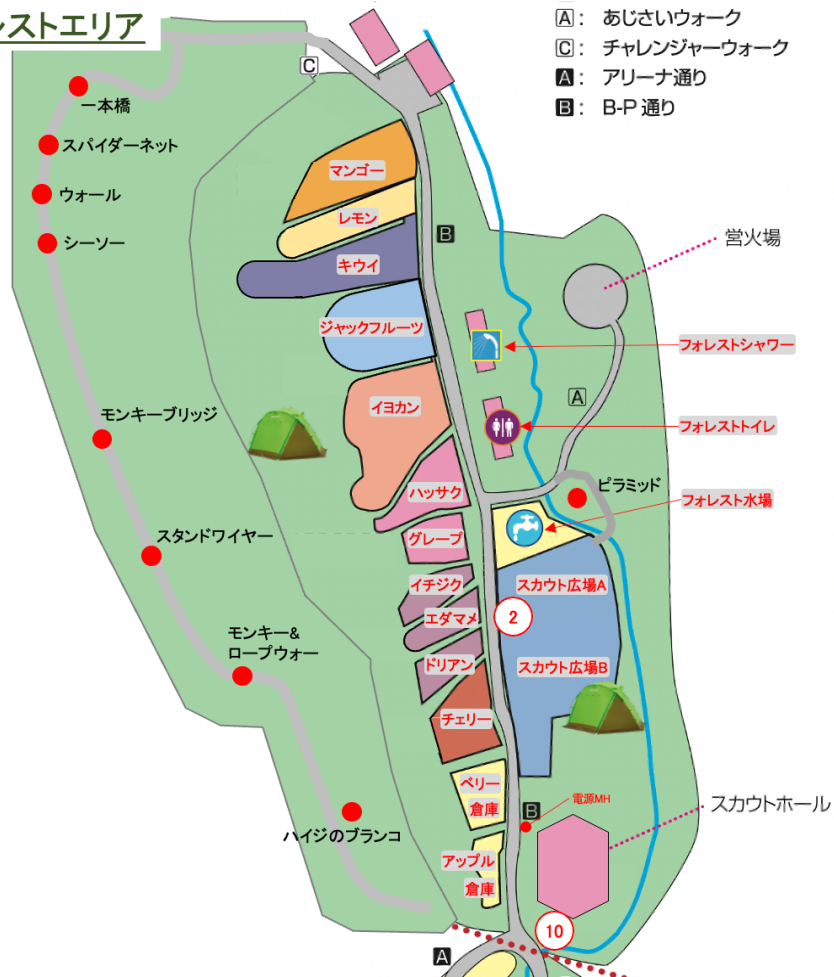 レストエリア
A： あじさいウォーク
C： チャレンジャーウォーク
A： アリーナ通り
B： B-P 通り
C
一本橋
スパイダーネット
ウォール
シーソー
マンゴー
レモン
B
キウイ
営火場
ジャックフルーツ
フォレストシャワー
A
イヨカン
モンキーブリッジ
フォレストトイレ
ハッサク
ピラミッド
フォレスト水場
スタンドワイヤー
グレープ
イチジク
スカウト広場A
エダマメ
2
モンキー&
ロープウォー
ドリアン
スカウト広場B
チェリー
ベリー
倉庫
電源MH
B
スカウトホール
ハイジのブランコ
アップル
倉庫
10
A